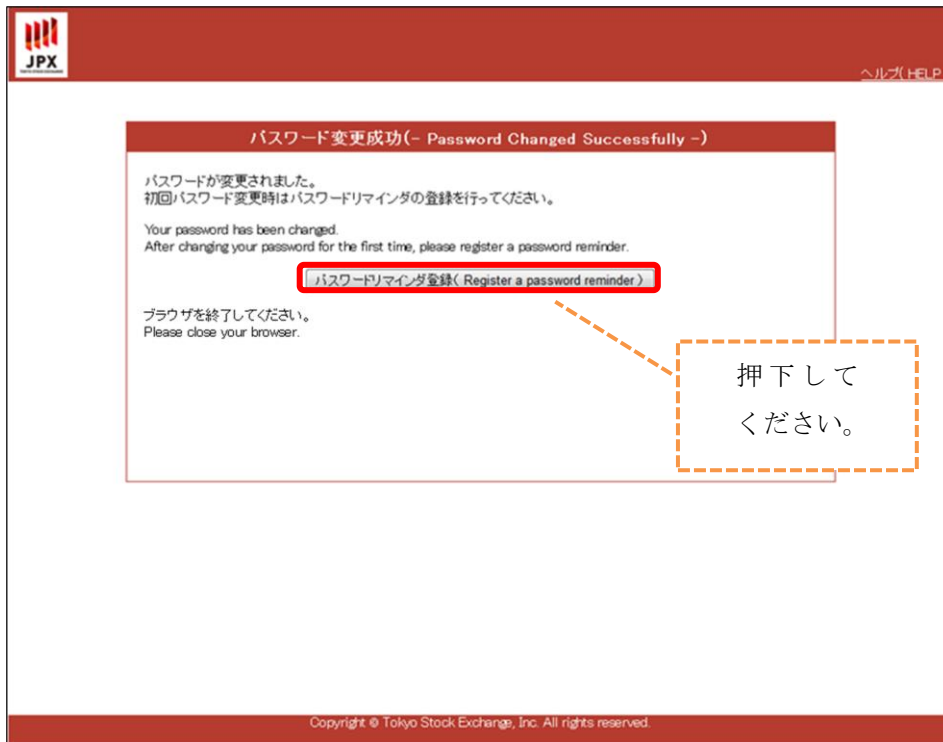 JPX
ヘルプ( HELP
パスワード変更成功(- Password Changed Successfully -)
パスワードが変更されました。
初回パスワード変更時はパスワードリマインダの登録を行ってください。
Your password has been changed.
After changing your password for the first time, please register a password reminder.
パスワードリマインダ登録( Register a password reminder )
ブラウザを終了してください。
Please close your browser.
押下して
ください。
Copyright © Tokyo Stock Exchange, Inc. All rights reserved.